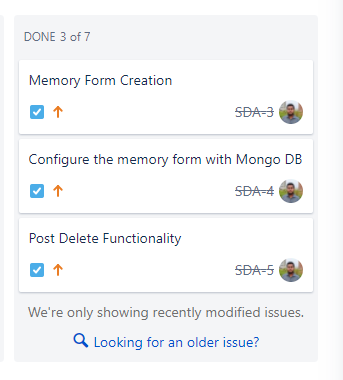 DONE 3 of 7
Memory Form Creation
SDA-3
Configure the memory form with Mongo DB
SDA-4
Post Delete Functionality
SDA-5
We're only showing recently modified issues.
Looking for an older issue?